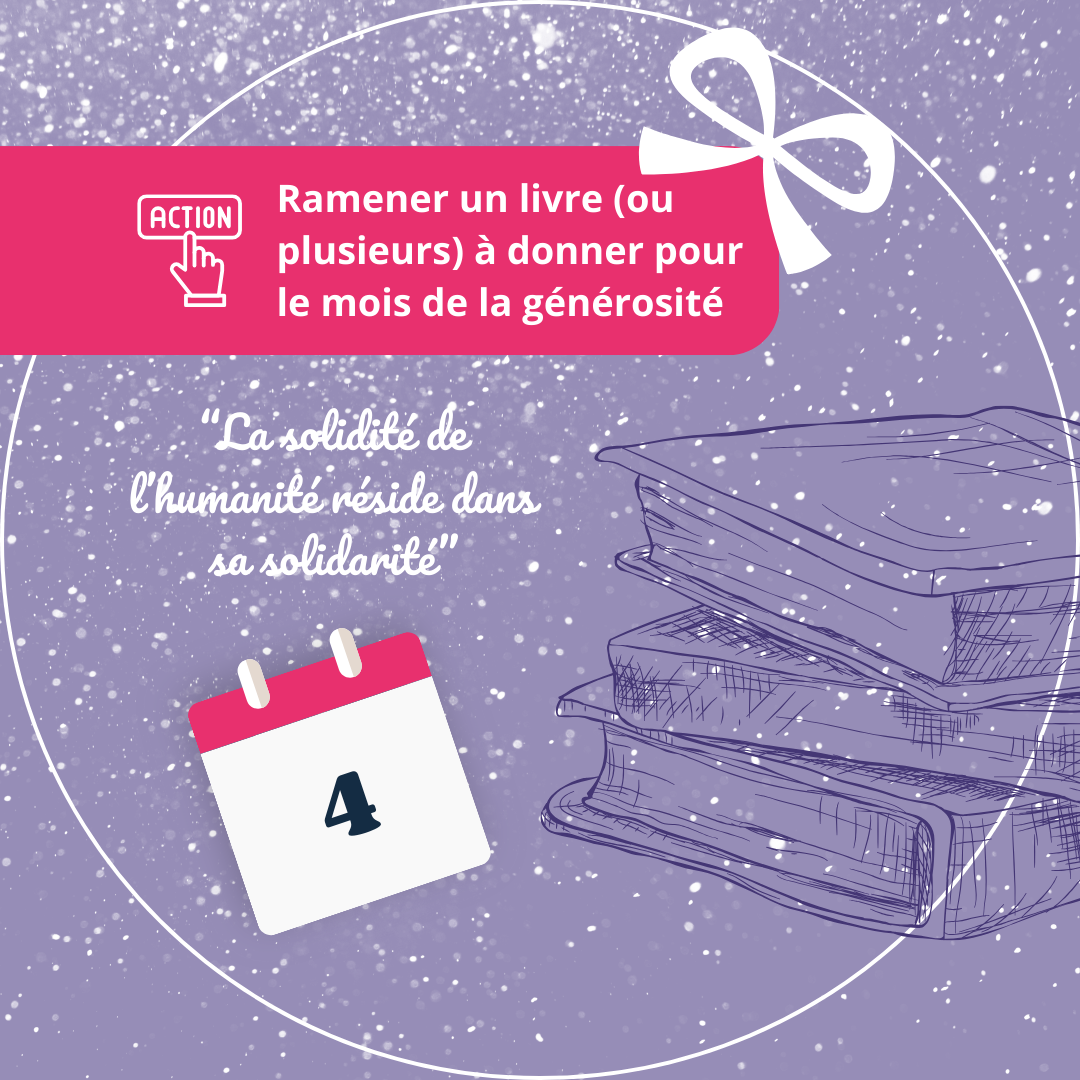 ACTION
Ramener un livre (ou
plusieurs) à donner pour
le mois de la générosité
“La solidité de
l'humanité réside dans
sa solidarité”
4